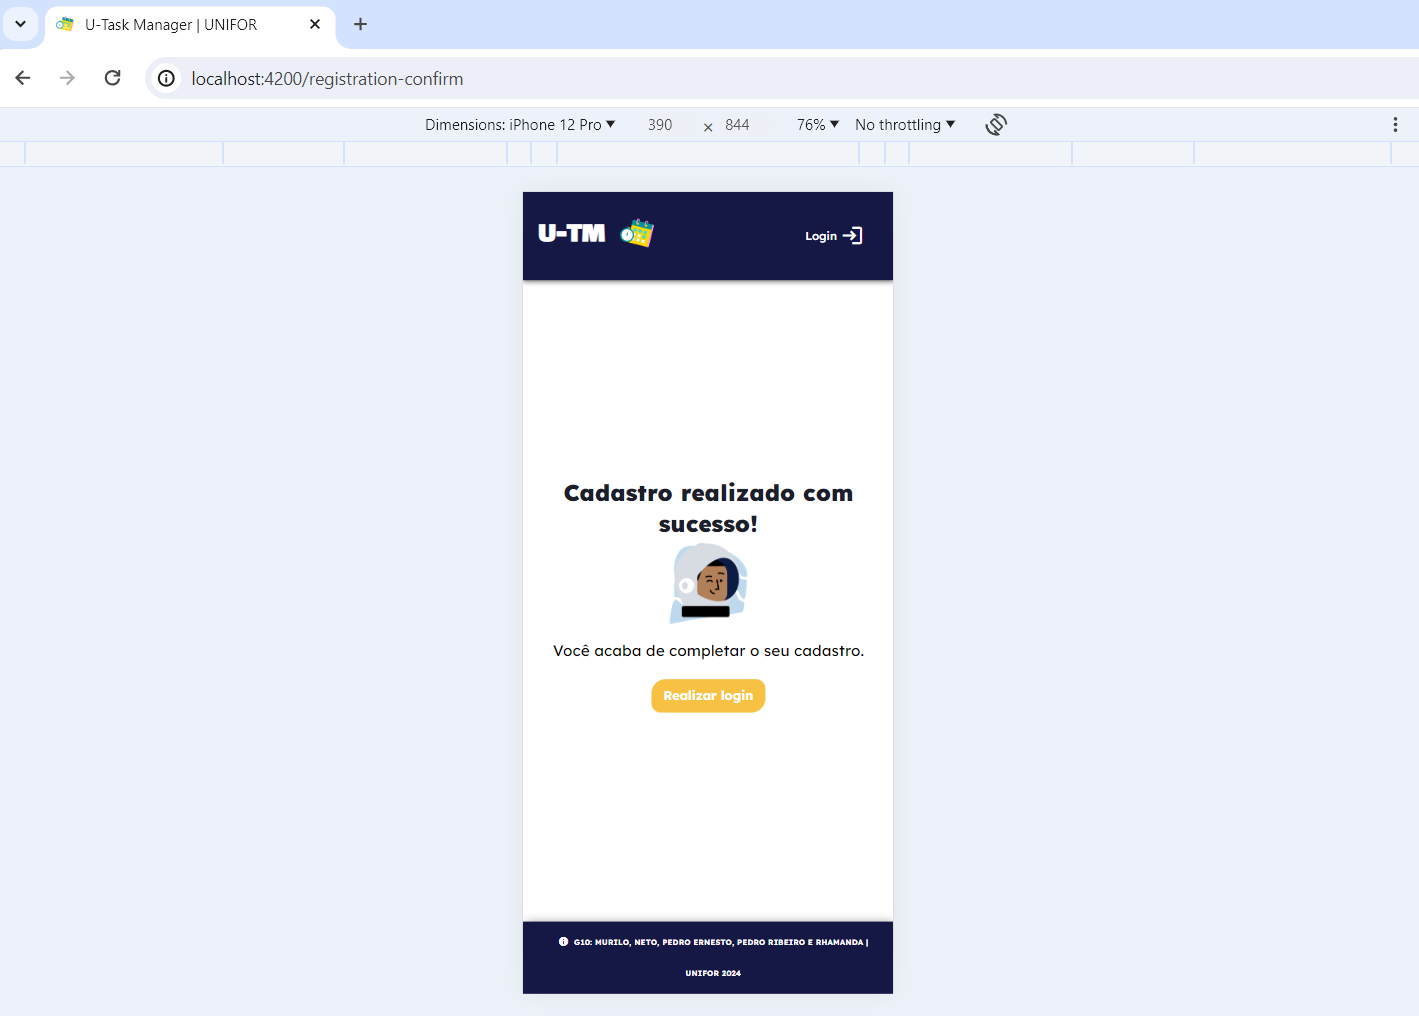 U-Task Manager | UNIFOR
localhost:4200/registration-confirm
Dimensions: iPhone 12 Pro 390 × 844 76% No throttling
U-TM Login
Cadastro realizado com
sucesso!
Você acaba de completar o seu cadastro.
Realizar login
G10: MURILO, NETO, PEDRO ERNESTO, PEDRO RIBEIRO E RHAMANDA |
UNIFOR 2024